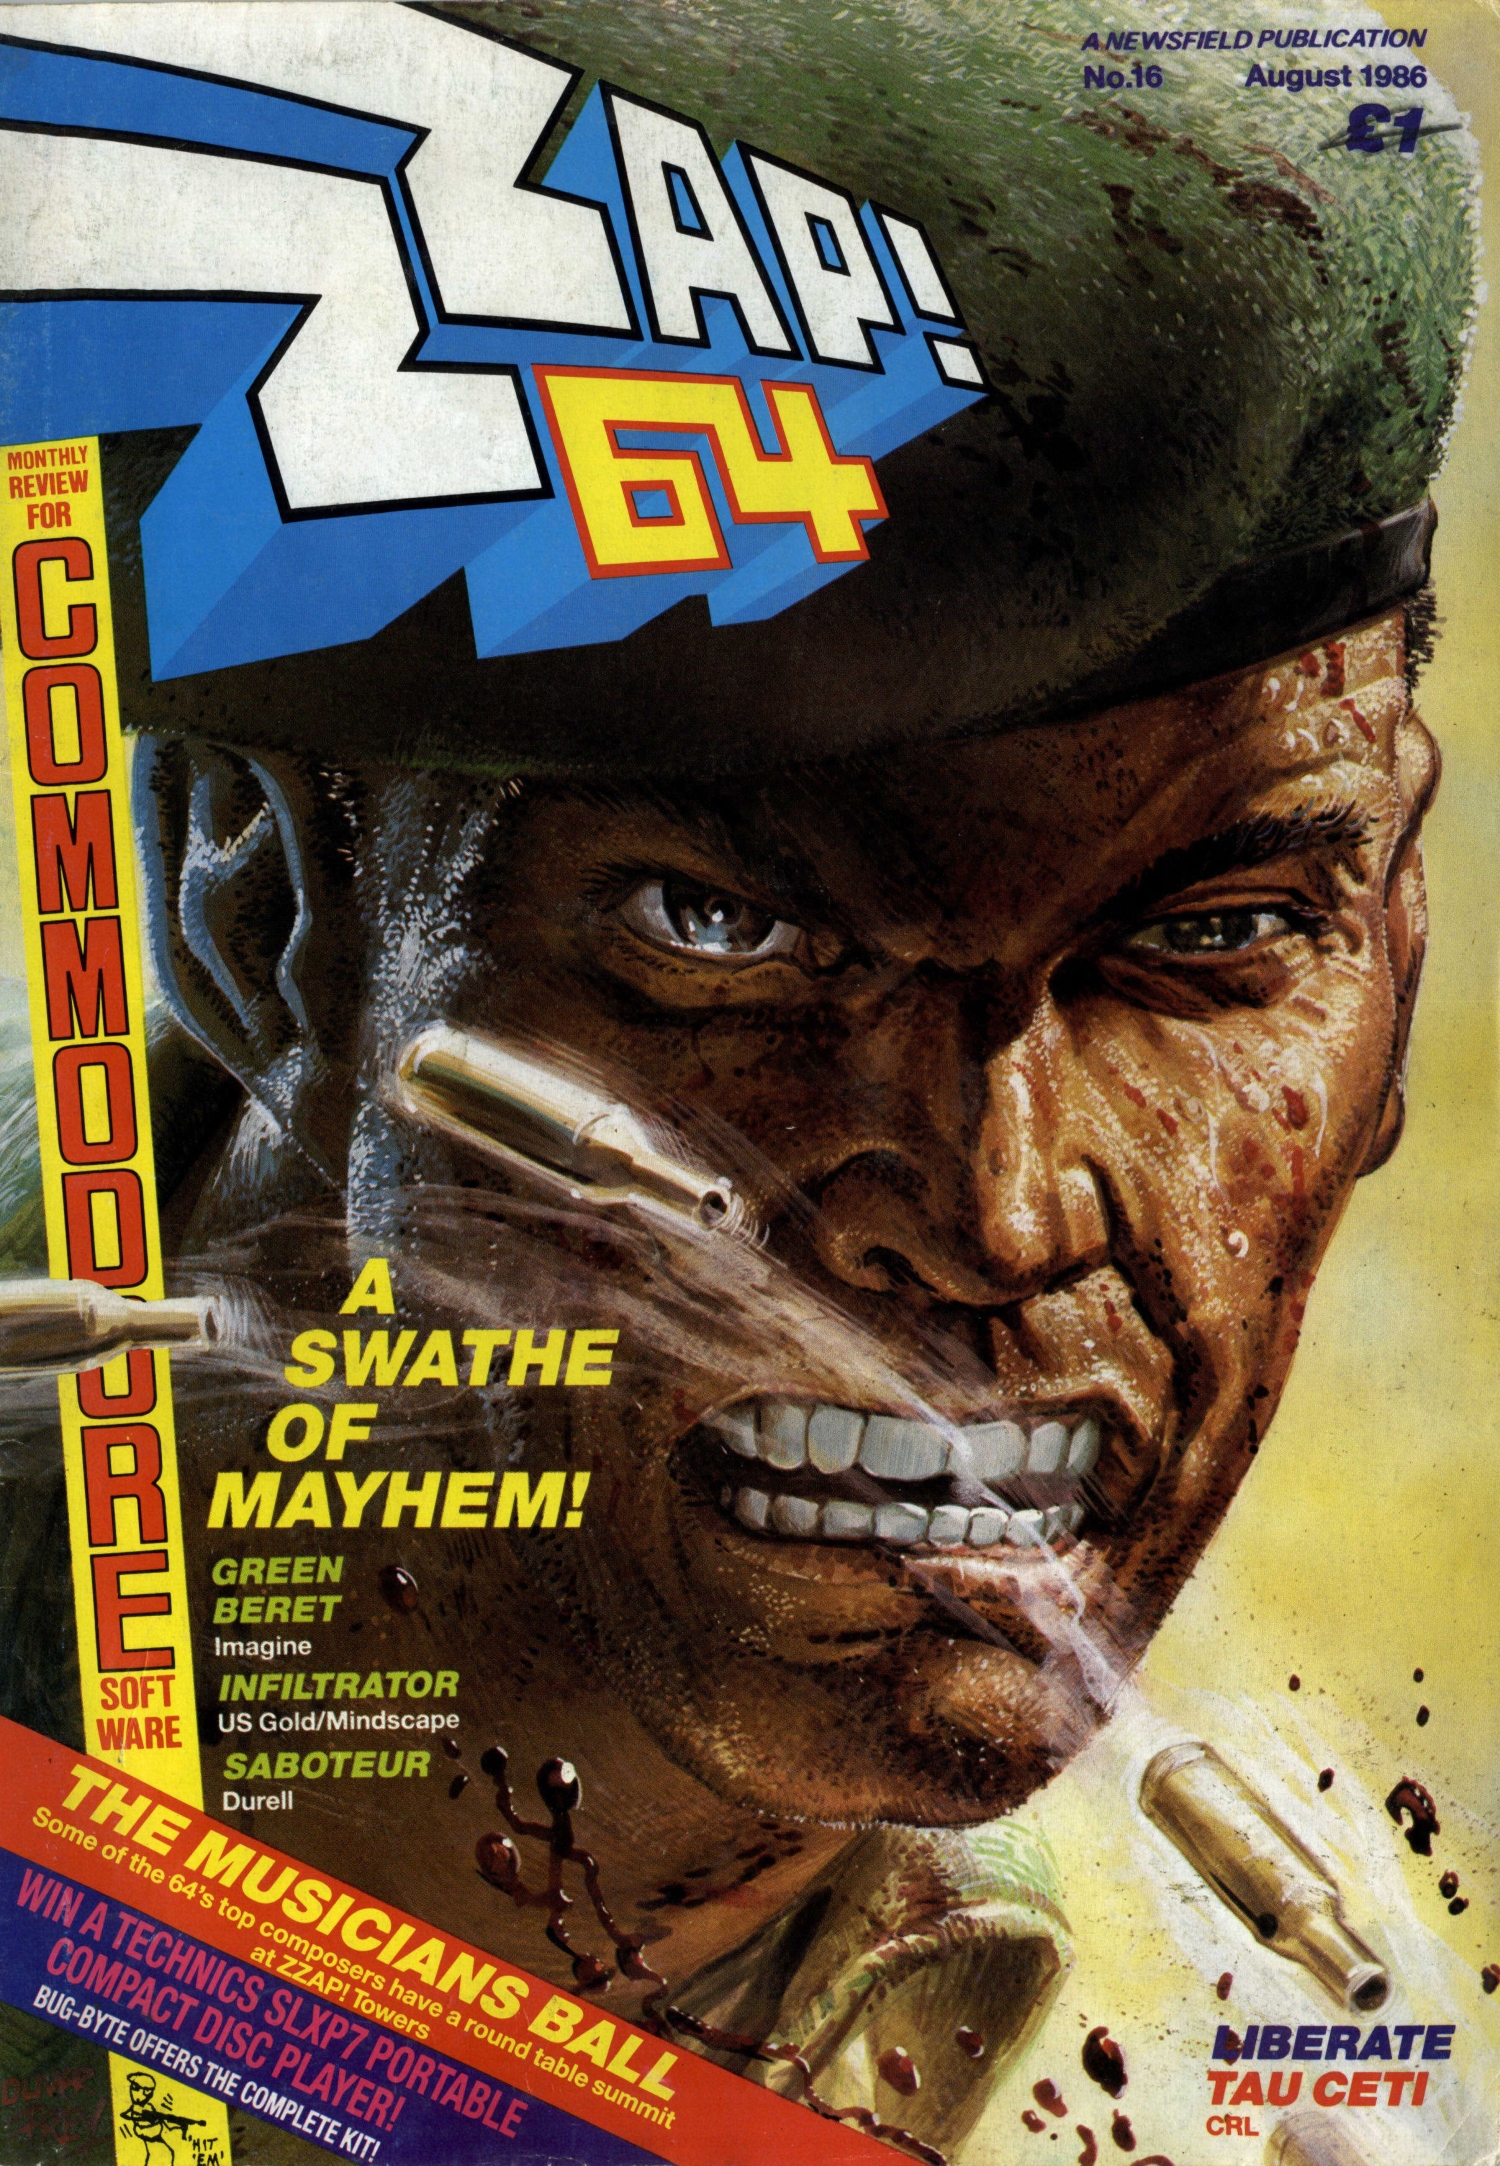 A NEWSFIELD PUBLICATION
No.16 August 1986
£1
ZZAP!
64
MONTHLY
REVIEW
FOR
COMMODORE
SOFT
WARE
A
SWATHE
OF
MAYHEM!
GREEN
BERET
Imagine
INFILTRATOR
US Gold/Mindscape
SABOTEUR
Durell
THE MUSICIANS BALL
Some of the 64's top composers have a round table summit
at ZZAP! Towers
WIN A TECHNICS SLXP7 PORTABLE
COMPACT DISC PLAYER!
BUG-BYTE OFFERS THE COMPLETE KIT!
'HIT
'EM'
LIBERATE
TAU CETI
CRL